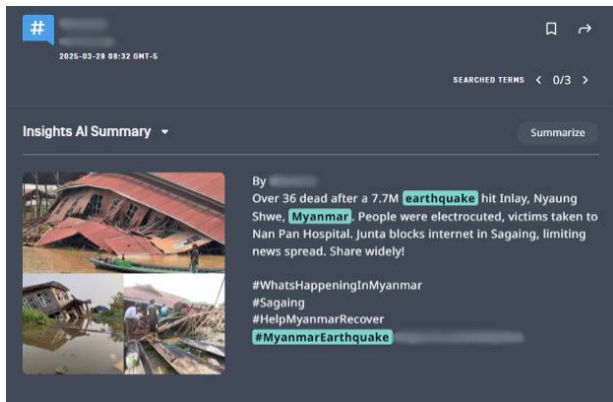 #
2025-03-29 08:32 GMT-5
SEARCHED TERMS < 0/3 >
Insights AI Summary
Summarize
By
Over 36 dead after a 7.7M earthquake hit Inlay, Nyaung
Shwe, Myanmar. People were electrocuted, victims taken to
Nan Pan Hospital. Junta blocks internet in Sagaing, limiting
news spread. Share widely!
#WhatsHappeningInMyanmar
#Sagaing
#HelpMyanmarRecover
#MyanmarEarthquake